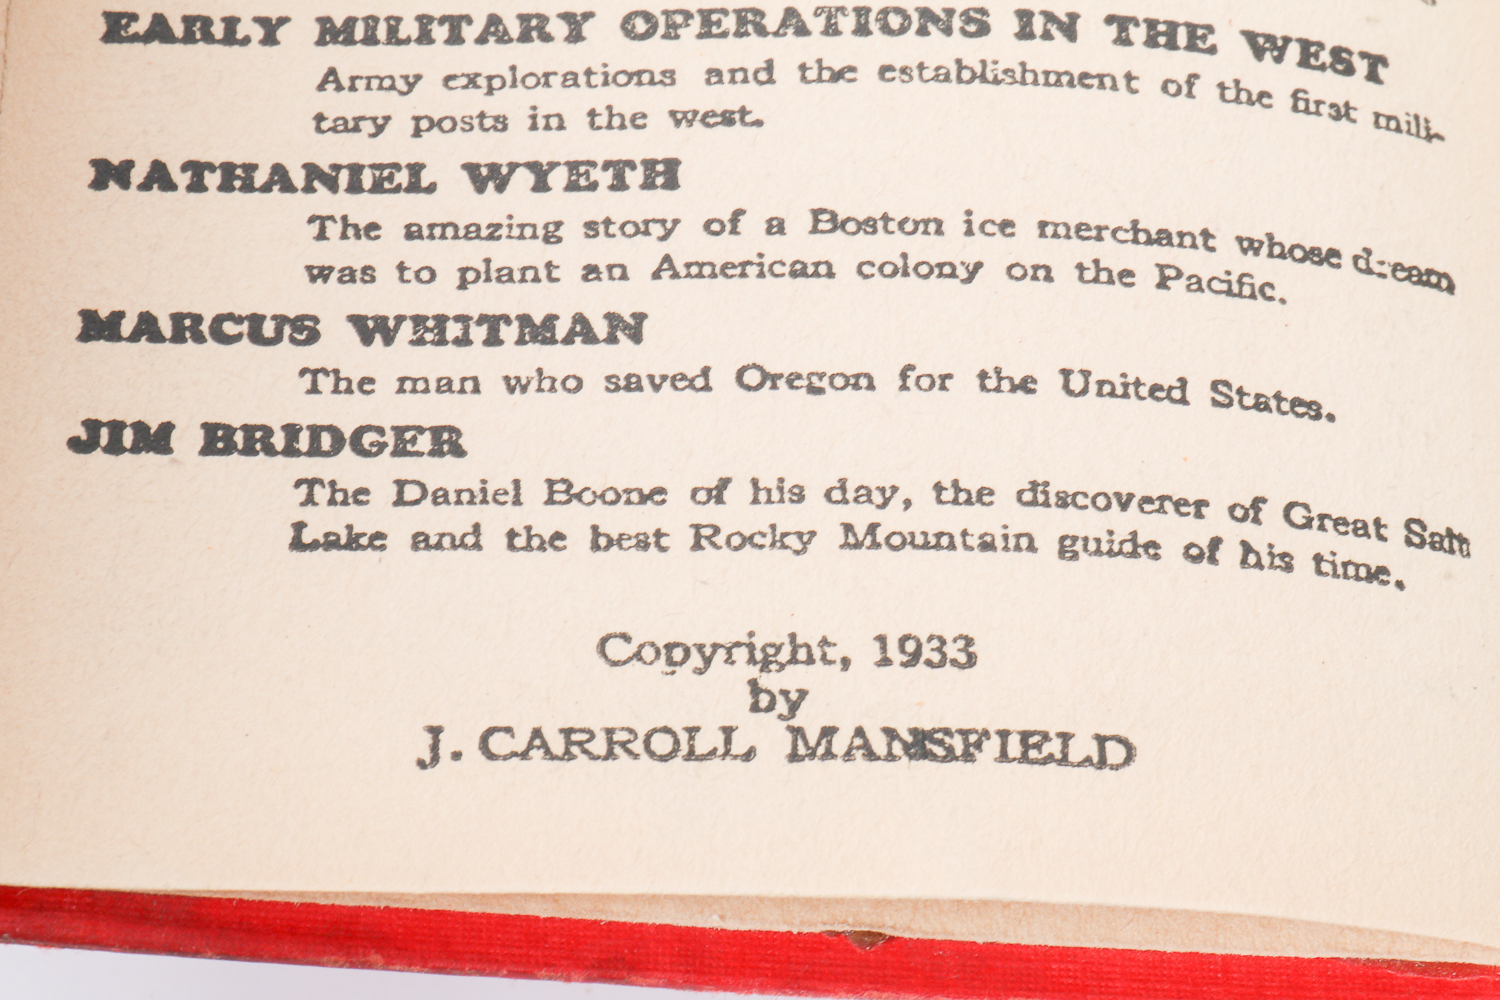 EARLY MILITARY OPERATIONS IN THE WEST
Army explorations and the establishment of the first mili-
tary posts in the west.
NATHANIEL WYETH
The amazing story of a Boston ice merchant whose dream
was to plant an American colony on the Pacific.
MARCUS WHITMAN
The man who saved Oregon for the United States.
JIM BRIDGER
The Daniel Boone of his day, the discoverer of Great Salt
Lake and the best Rocky Mountain guide of his time.
Copyright, 1933
by
J. CARROLL MANSFIELD